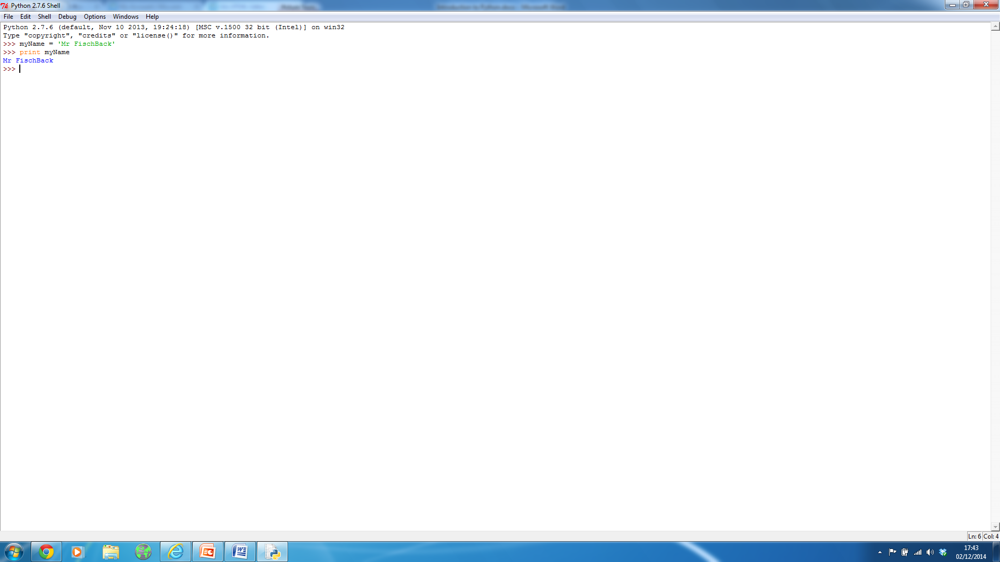 Python 2.7.6 Shell
File Edit Shell Debug Options Windows Help
Python 2.7.6 (default, Nov 10 2013, 19:24:18) [MSC v.1500 32 bit (Intel)] on win32
Type "copyright", "credits" or "license()" for more information.
>>> myName = 'Mr FischBack'
>>> print myName
Mr FischBack
>>>
Ln: 6 Col: 4
17:43
02/12/2014